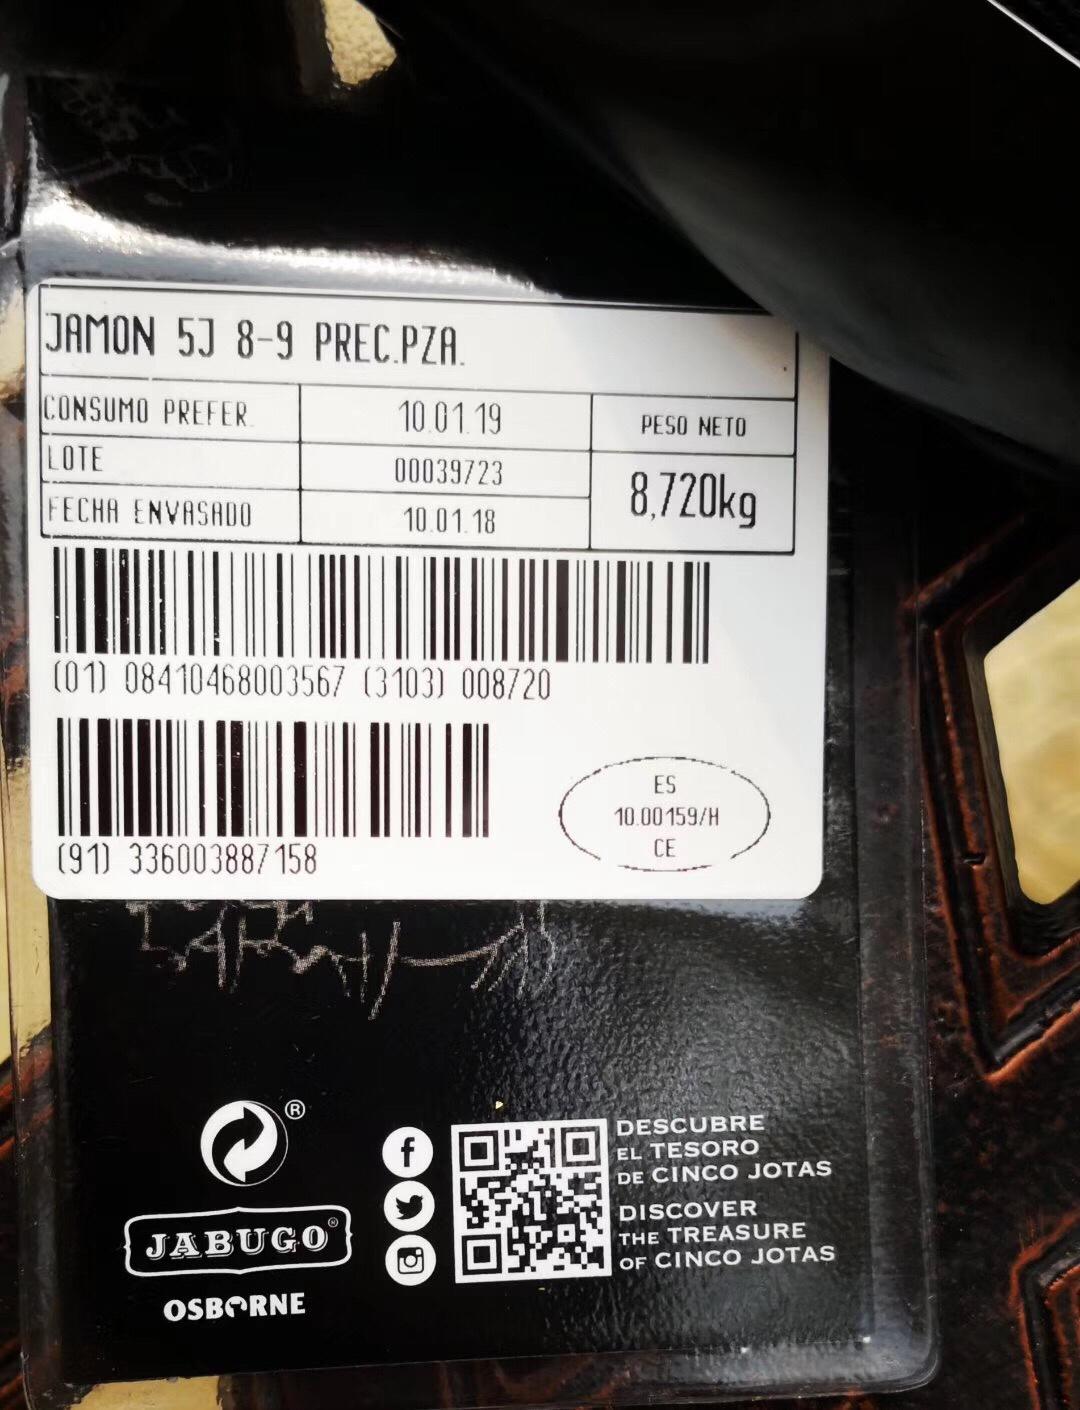 JAMON 5J 8-9 PREC.PZA.
CONSUMO PREFER. 10.01.19 PESO NETO
LOTE 00039723 8,720kg
FECHA ENVASADO 10.01.18
(01) 08410468003567 (3103) 008720
(91) 336003887158
ES
10.00159/H
CE
®
JABUGO®
OSBORNE
DESCUBRE
EL TESORO
DE CINCO JOTAS
DISCOVER
THE TREASURE
OF CINCO JOTAS